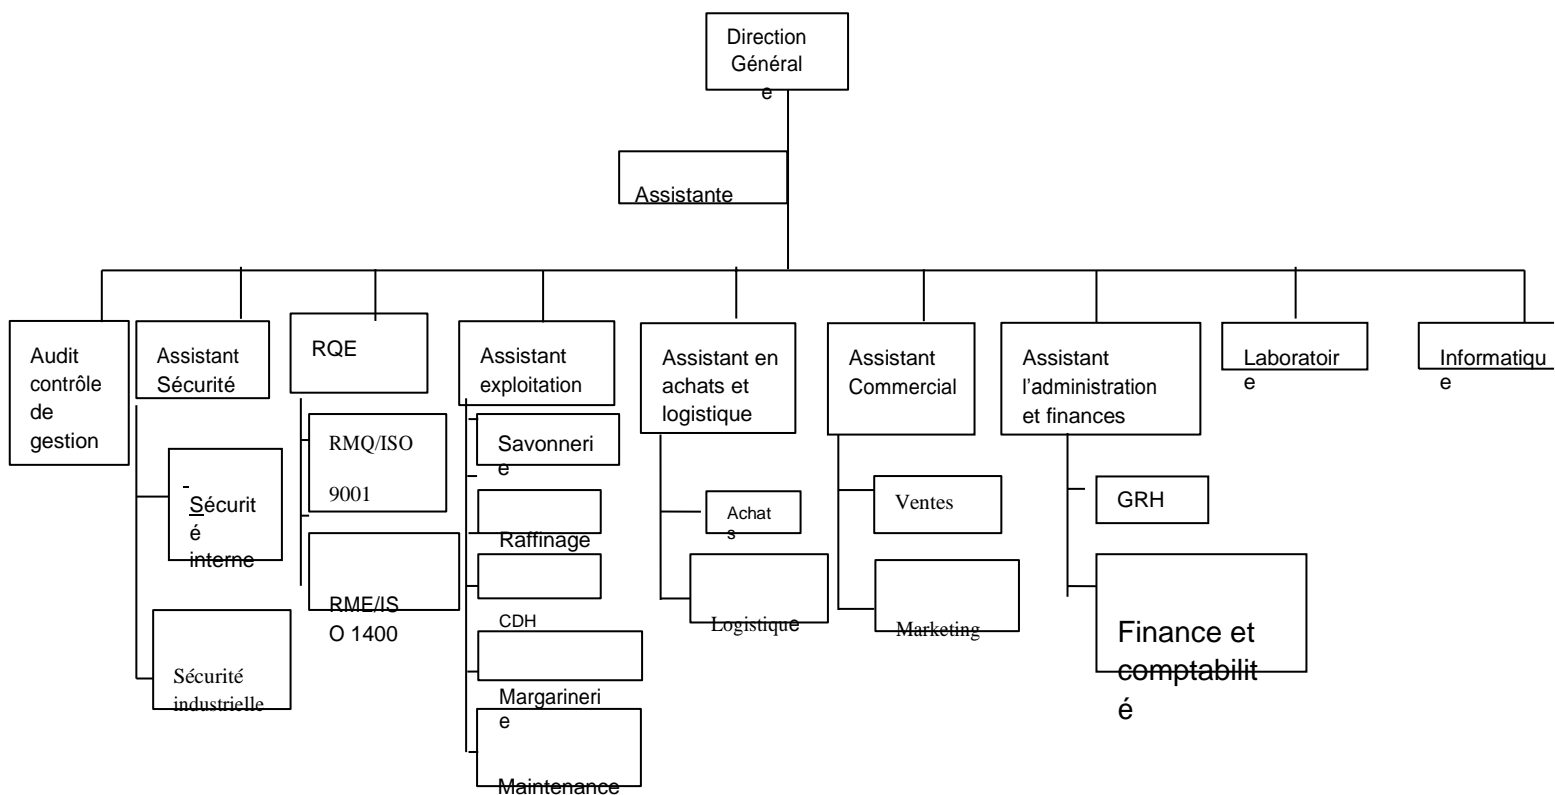 Direction
Général
e
Assistante
Audit
contrôle
de
gestion
Assistant
Sécurité
RQE
Assistant
exploitation
Assistant en
achats et
logistique
Assistant
Commercial
Assistant
l'administration
et finances
Laboratoir
e
Informatiqu
e
Sécurit
é
interne
Sécurité
industrielle
RMQ/ISO
9001
RME/IS
O 1400
Savonneri
e
Raffinage
CDH
Margarineri
e
Maintenance
Achat
s
Logistique
Ventes
Marketing
GRH
Finance et
comptabilit
é